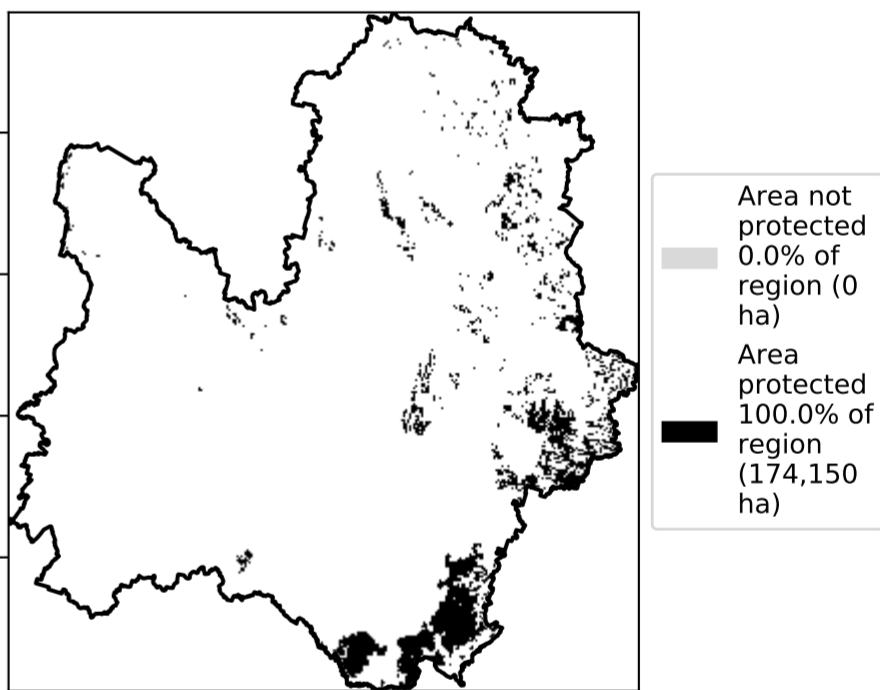 Area not
protected
0.0% of
region (0
ha)
Area
protected
100.0% of
region
(174,150
ha)